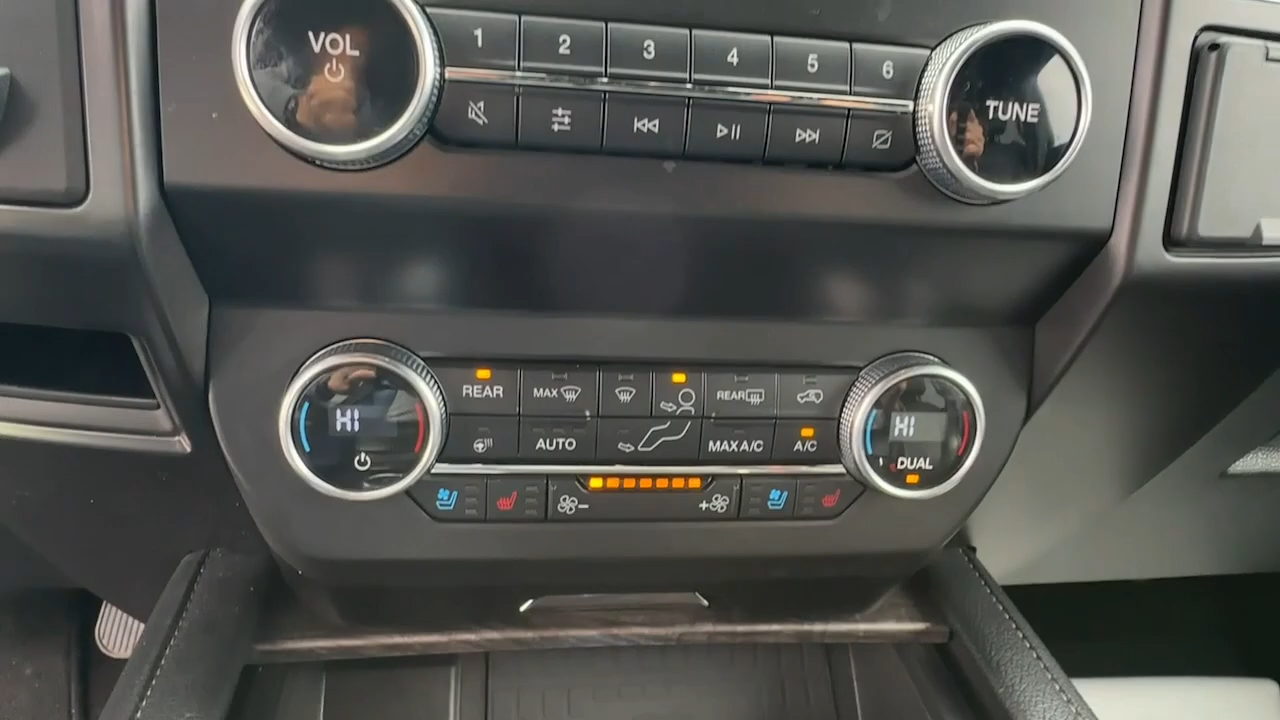 VOL
1 2 3 4 5 6
TUNE
REAR MAX REAR
HI
HI
AUTO MAX A/C A/C
DUAL
- +